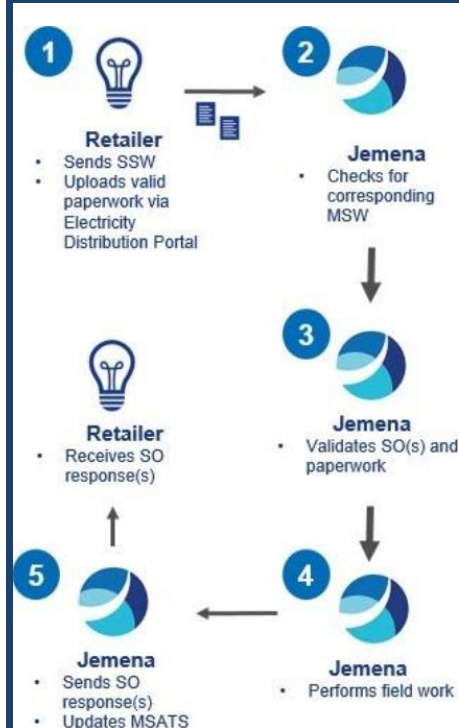 1
Retailer
• Sends SSW
• Uploads valid
paperwork via
Electricity
Distribution Portal
2
Jemena
• Checks for
corresponding
MSW
3
Jemena
• Validates SO(s) and
paperwork
4
Jemena
• Performs field work
5
Jemena
• Sends SO
response(s)
• Updates MSATS
Retailer
• Receives SO
response(s)